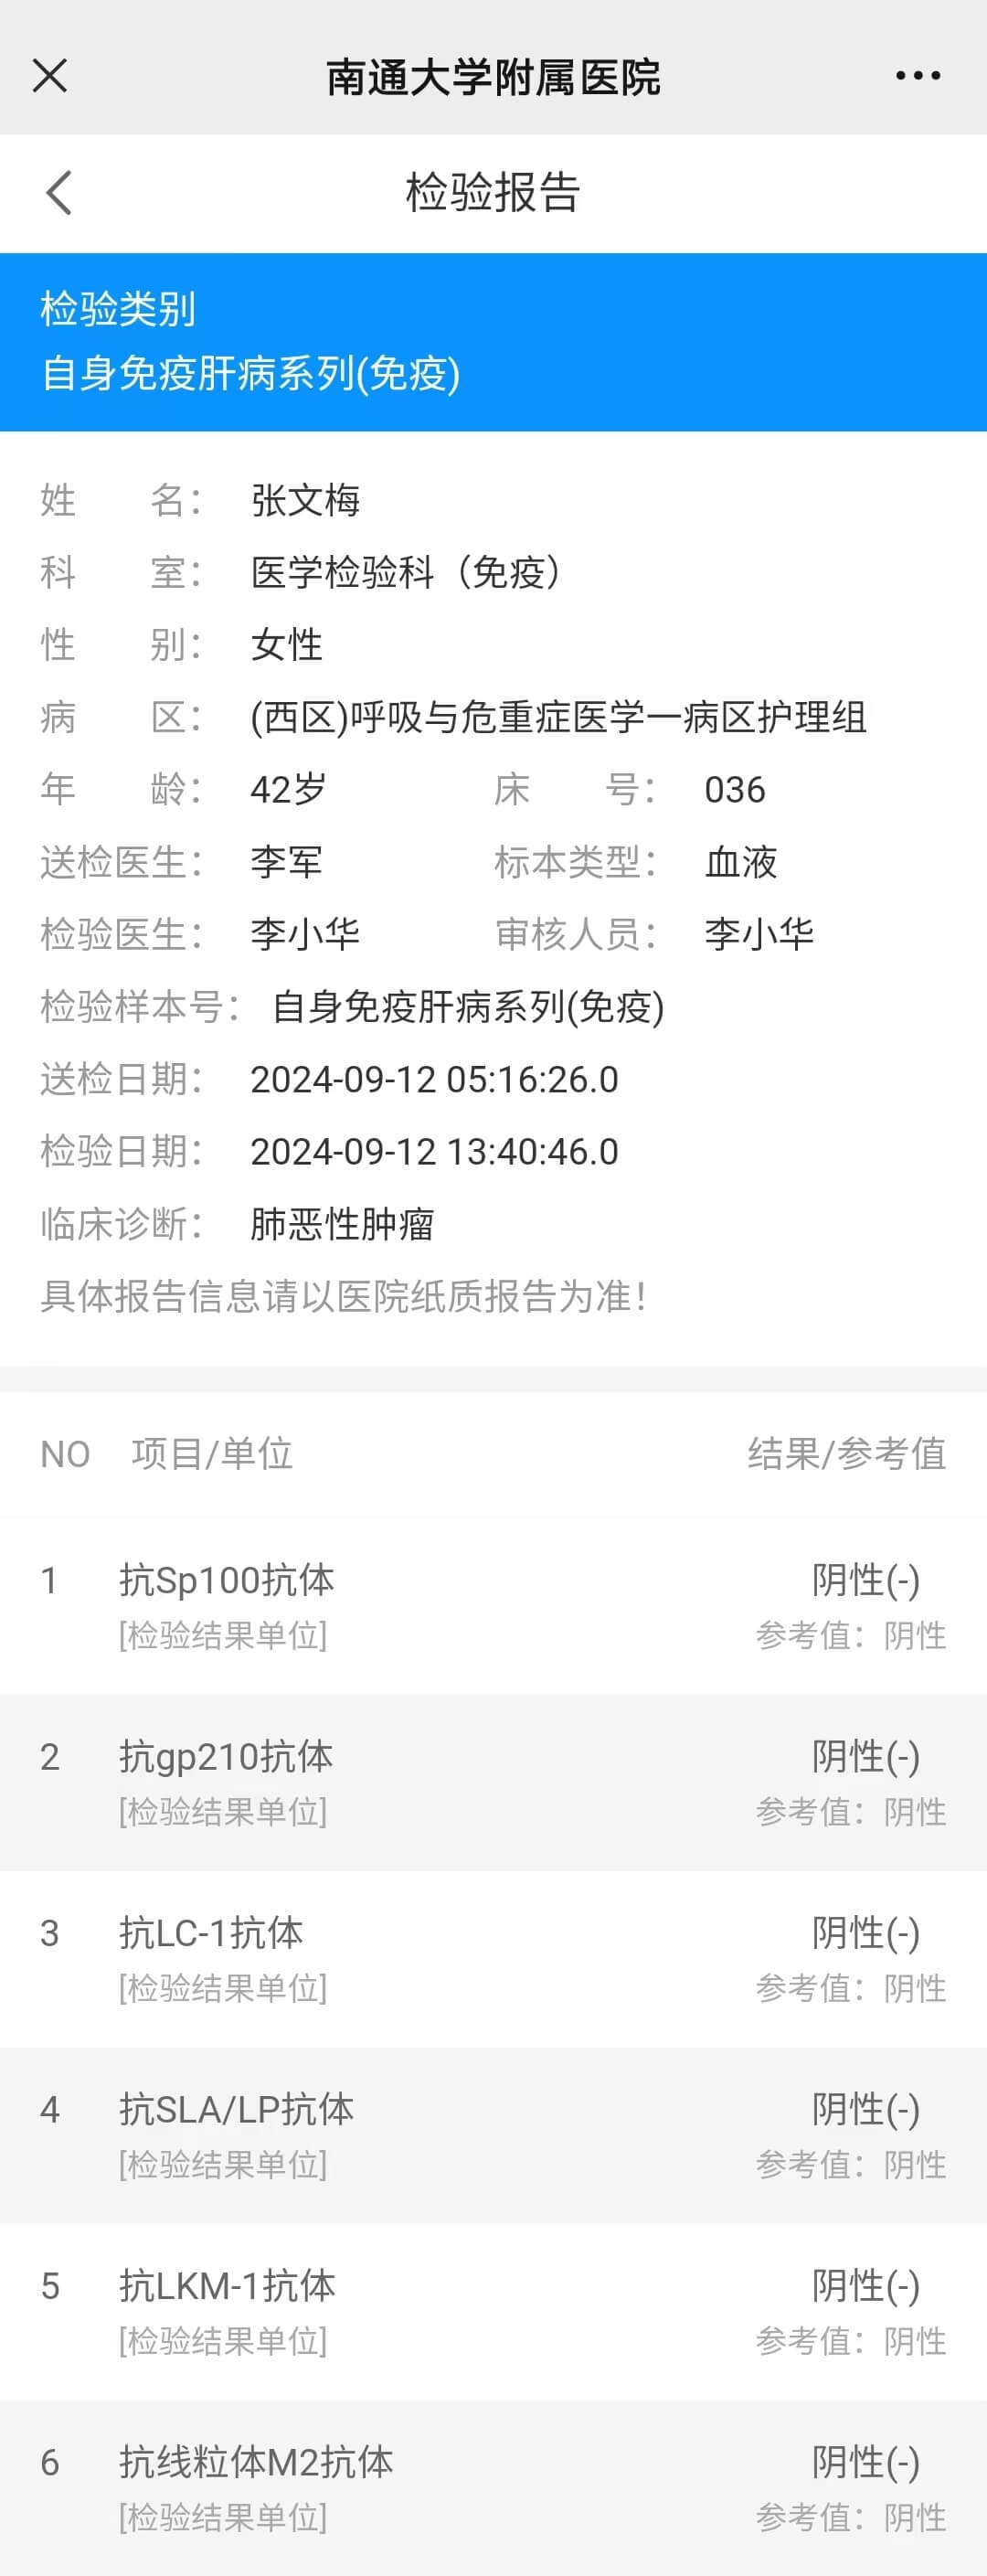 南通大学附属医院
检验报告
检验类别
自身免疫肝病系列(免疫)
姓 名： 张文梅
科 室： 医学检验科（免疫）
性 别： 女性
病 区： (西区)呼吸与危重症医学一病区护理组
年 龄： 42岁 床 号： 036
送检医生： 李军 标本类型： 血液
检验医生： 李小华 审核人员： 李小华
检验样本号： 自身免疫肝病系列(免疫)
送检日期： 2024-09-12 05:16:26.0
检验日期： 2024-09-12 13:40:46.0
临床诊断： 肺恶性肿瘤
具体报告信息请以医院纸质报告为准！
NO 项目/单位 结果/参考值
1 抗Sp100抗体 阴性(-)
[检验结果单位] 参考值：阴性
2 抗gp210抗体 阴性(-)
[检验结果单位] 参考值：阴性
3 抗LC-1抗体 阴性(-)
[检验结果单位] 参考值：阴性
4 抗SLA/LP抗体 阴性(-)
[检验结果单位] 参考值：阴性
5 抗LKM-1抗体 阴性(-)
[检验结果单位] 参考值：阴性
6 抗线粒体M2抗体 阴性(-)
[检验结果单位] 参考值：阴性